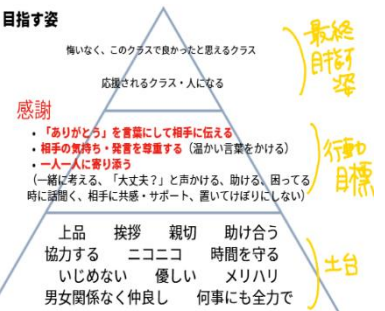 目指す姿
悔いなく、このクラスで良かったと思えるクラス
応援されるクラス・人になる
最終
目指す
姿
感謝
・「ありがとう」を言葉にして相手に伝える
・相手の気持ち・発言を尊重する（温かい言葉をかける）
・一人一人に寄り添う
（一緒に考える、「大丈夫？」と声かける、助ける、困ってる
時に話聞く、相手に共感・サポート、置いてけぼりにしない）
行動
目標
上品　挨拶　親切　助け合う
協力する　ニコニコ　時間を守る
いじめない　優しい　メリハリ
男女関係なく仲良し　何事にも全力で
土台